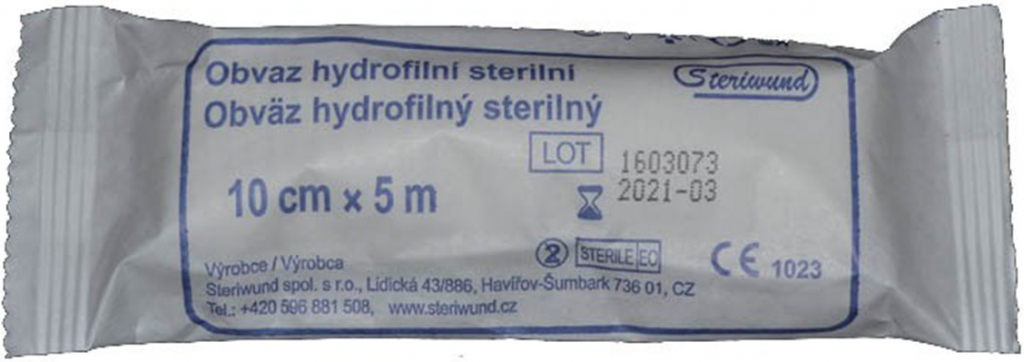 Obvaz hydrofilní sterilní
Steriwund
Obväz hydrofilný sterilný
LOT 1603073
2021-03
10 cm x 5 m
2 STERILE EO
CE 1023
Výrobce / Výrobca
Steriwund spol. s r.o., Lidická 43/886, Havířov-Šumbark 736 01, CZ
Tel.: +420 596 881 508, www.steriwund.cz